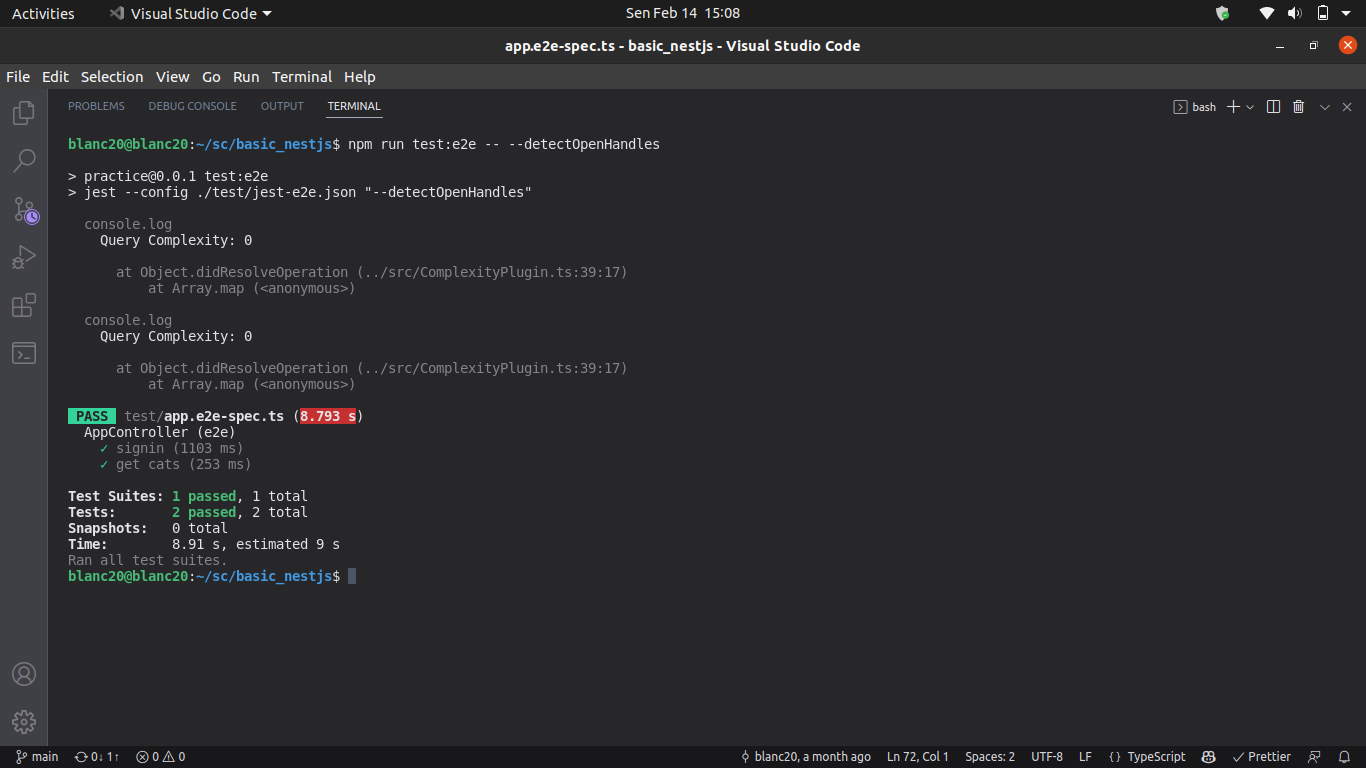 Activities Visual Studio Code Sen Feb 14 15:08
app.e2e-spec.ts - basic_nestjs - Visual Studio Code
File Edit Selection View Go Run Terminal Help
PROBLEMS DEBUG CONSOLE OUTPUT TERMINAL bash
blanc20@blanc20:~/sc/basic_nestjs$ npm run test:e2e -- --detectOpenHandles
> practice@0.0.1 test:e2e
> jest --config ./test/jest-e2e.json "--detectOpenHandles"
console.log
Query Complexity: 0
at Object.didResolveOperation (../src/ComplexityPlugin.ts:39:17)
at Array.map (<anonymous>)
console.log
Query Complexity: 0
at Object.didResolveOperation (../src/ComplexityPlugin.ts:39:17)
at Array.map (<anonymous>)
PASS test/app.e2e-spec.ts (8.793 s)
AppController (e2e)
✓ signin (1103 ms)
✓ get cats (253 ms)
Test Suites: 1 passed, 1 total
Tests: 2 passed, 2 total
Snapshots: 0 total
Time: 8.91 s, estimated 9 s
Ran all test suites.
blanc20@blanc20:~/sc/basic_nestjs$
main 0↓ 1↑ 0 0 blanc20, a month ago Ln 72, Col 1 Spaces: 2 UTF-8 LF {} TypeScript ✓ Prettier